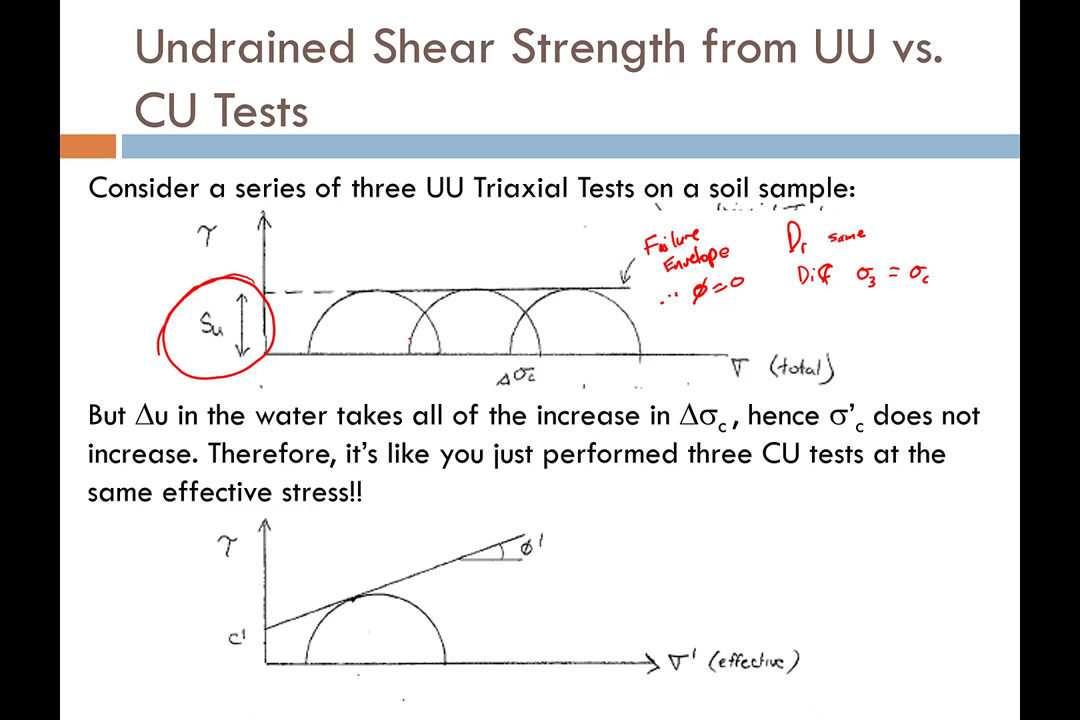 Undrained Shear Strength from UU vs.
CU Tests
Consider a series of three UU Triaxial Tests on a soil sample:
τ
Su
Failure
Envelope
... φ=0
Dr same
Diff σ3 = σc
Δσc
σ (total)
But Δu in the water takes all of the increase in Δσc, hence σ'c does not
increase. Therefore, it's like you just performed three CU tests at the
same effective stress!!
τ
φ'
c'
σ' (effective)